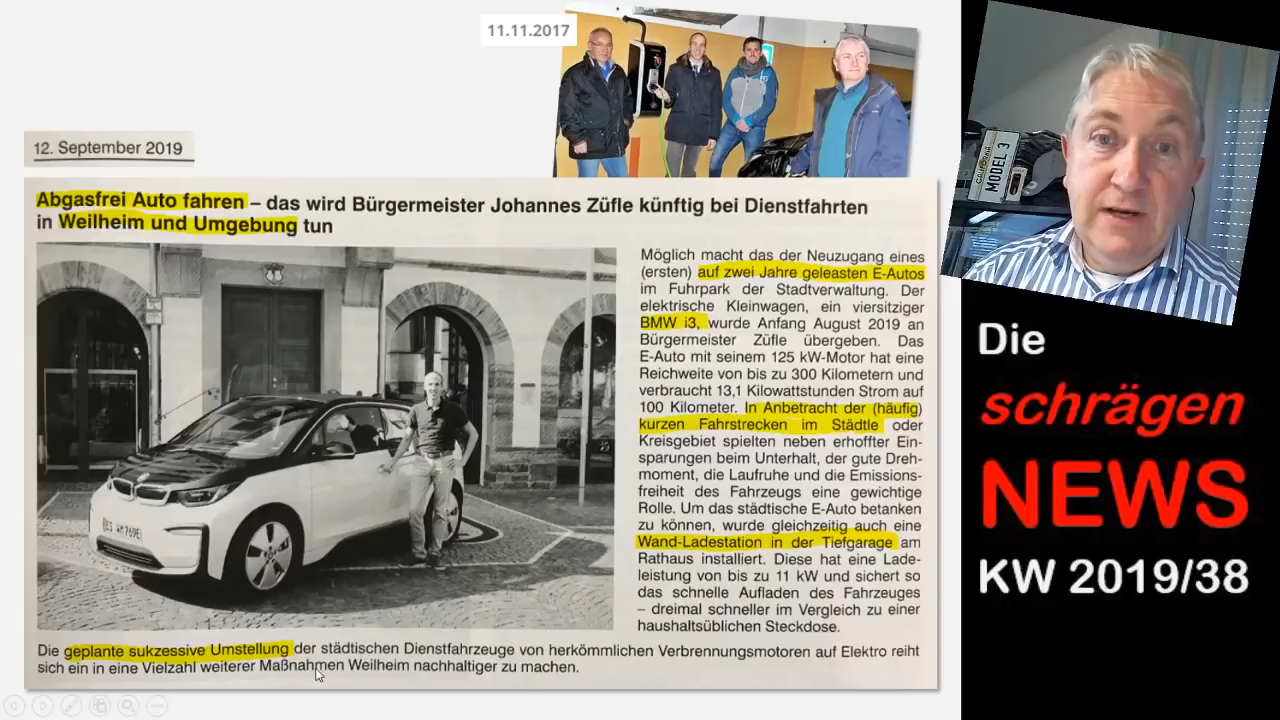 11.11.2017
12. September 2019
Abgasfrei Auto fahren – das wird Bürgermeister Johannes Züfle künftig bei Dienstfahrten
in Weilheim und Umgebung tun
Möglich macht das der Neuzugang eines
(ersten) auf zwei Jahre geleasten E-Autos
im Fuhrpark der Stadtverwaltung. Der
elektrische Kleinwagen, ein viersitziger
BMW i3, wurde Anfang August 2019 an
Bürgermeister Züfle übergeben. Das
E-Auto mit seinem 125 kW-Motor hat eine
Reichweite von bis zu 300 Kilometern und
verbraucht 13,1 Kilowattstunden Strom auf
100 Kilometer. In Anbetracht der (häufig)
kurzen Fahrstrecken im Städtle oder
Kreisgebiet spielten neben erhoffter Ein-
sparungen beim Unterhalt, der gute Dreh-
moment, die Laufruhe und die Emissions-
freiheit des Fahrzeugs eine gewichtige
Rolle. Um das städtische E-Auto betanken
zu können, wurde gleichzeitig auch eine
Wand-Ladestation in der Tiefgarage am
Rathaus installiert. Diese hat eine Lade-
leistung von bis zu 11 kW und sichert so
das schnelle Aufladen des Fahrzeuges
– dreimal schneller im Vergleich zu einer
haushaltsüblichen Steckdose.
Die geplante sukzessive Umstellung der städtischen Dienstfahrzeuge von herkömmlichen Verbrennungsmotoren auf Elektro reiht
sich ein in eine Vielzahl weiterer Maßnahmen Weilheim nachhaltiger zu machen.
MODEL 3
Die
schrägen
NEWS
KW 2019/38